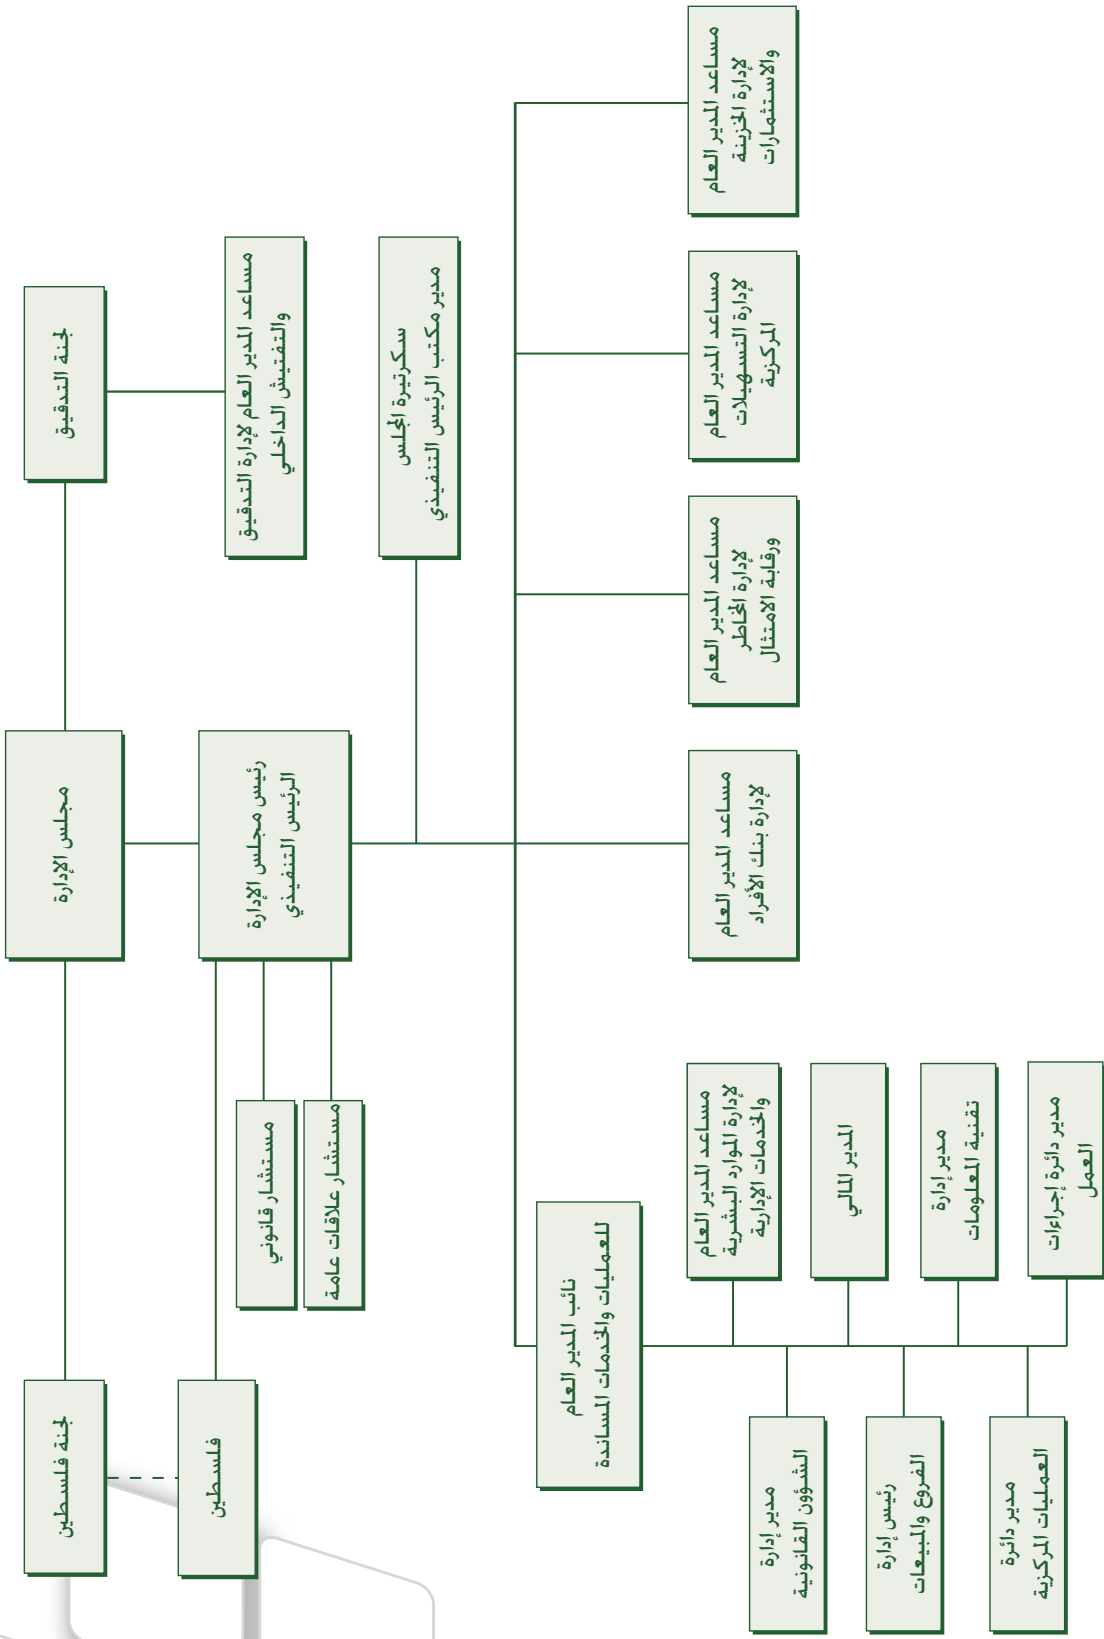 مجلس الإدارة
لجنة التدقيق
لجنة فلسطين
رئيس مجلس الإدارة
الرئيس التنفيذي
مساعد المدير العام لإدارة التدقيق
والتفتيش الداخلي
فلسطين
مستشار قانوني
مستشار علاقات عامة
سكرتيرة المجلس
مدير مكتب الرئيس التنفيذي
مساعد المدير العام
لإدارة الخزينة
والاستثمارات
مساعد المدير العام
لإدارة التسهيلات
المركزية
مساعد المدير العام
لإدارة المخاطر
ورقابة الامتثال
مساعد المدير العام
لإدارة بنك الأفراد
نائب المدير العام
للعمليات والخدمات المساندة
مساعد المدير العام
لإدارة الموارد البشرية
والخدمات الإدارية
المدير المالي
مدير إدارة
تقنية المعلومات
مدير دائرة إجراءات
العمل
مدير إدارة
الشؤون القانونية
رئيس إدارة
الفروع والمبيعات
مدير دائرة
العمليات المركزية